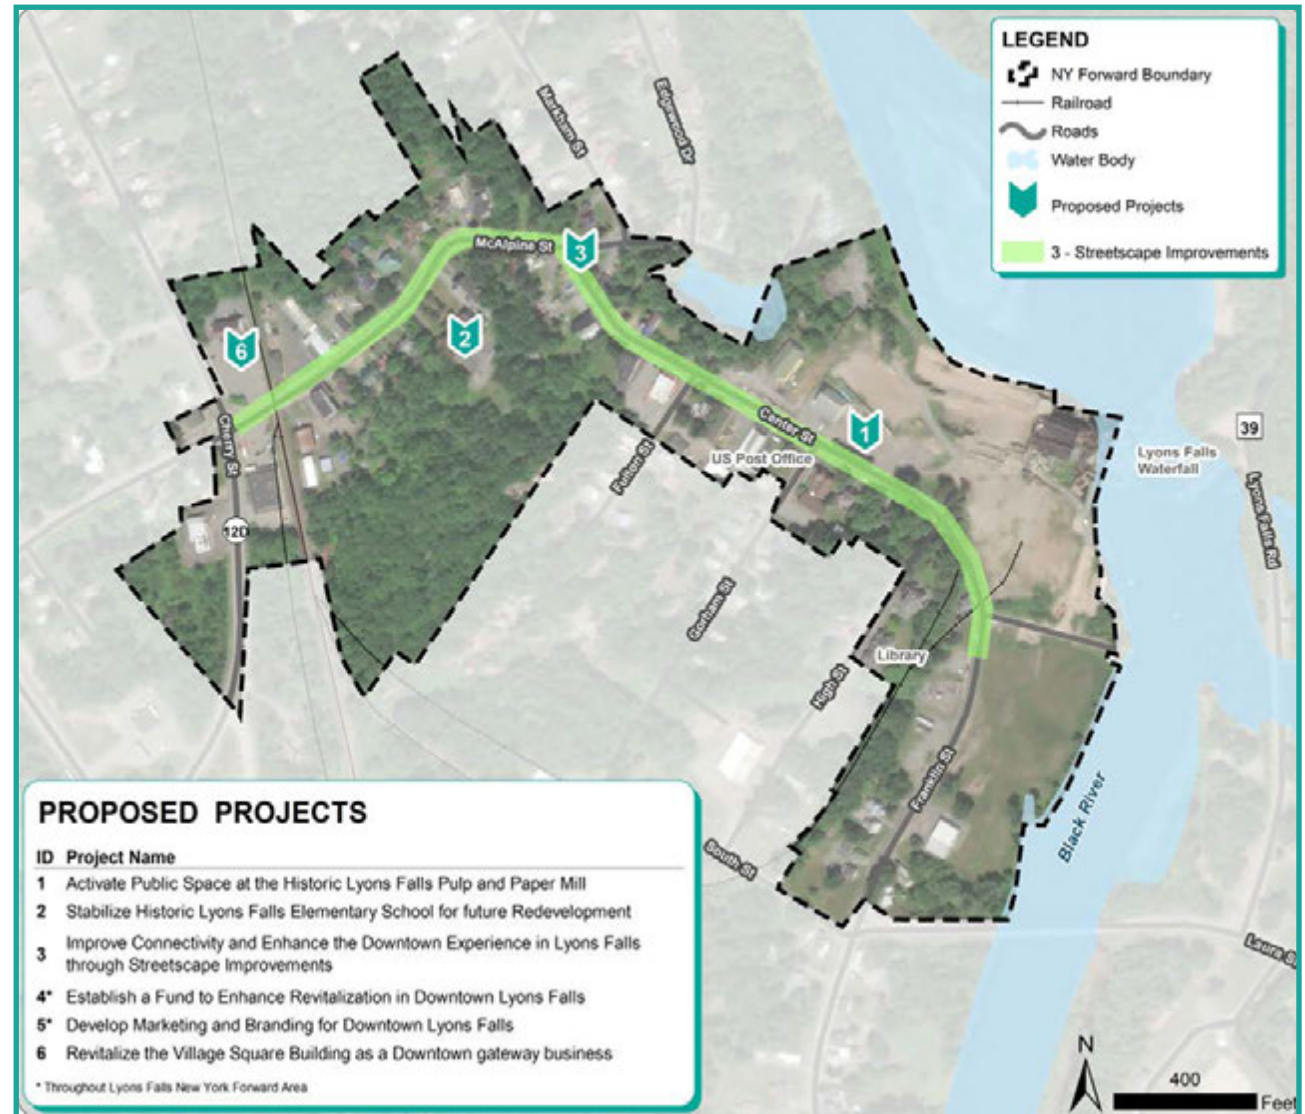 LEGEND
NY Forward Boundary
Railroad
Roads
Water Body
Proposed Projects
3 - Streetscape Improvements
Markham St
Edgewood Dr
McAlpine St
3
2
6
Cherry St
12D
Center St
1
US Post Office
Fulton St
Gorham St
High St
Library
Franklin St
South St
Lyons Falls
Waterfall
39
Lyons Falls Rd
Black River
Laura S
PROPOSED PROJECTS
ID Project Name
1 Activate Public Space at the Historic Lyons Falls Pulp and Paper Mill
2 Stabilize Historic Lyons Falls Elementary School for future Redevelopment
3 Improve Connectivity and Enhance the Downtown Experience in Lyons Falls
through Streetscape Improvements
4* Establish a Fund to Enhance Revitalization in Downtown Lyons Falls
5* Develop Marketing and Branding for Downtown Lyons Falls
6 Revitalize the Village Square Building as a Downtown gateway business
* Throughout Lyons Falls New York Forward Area
N
400
Feet